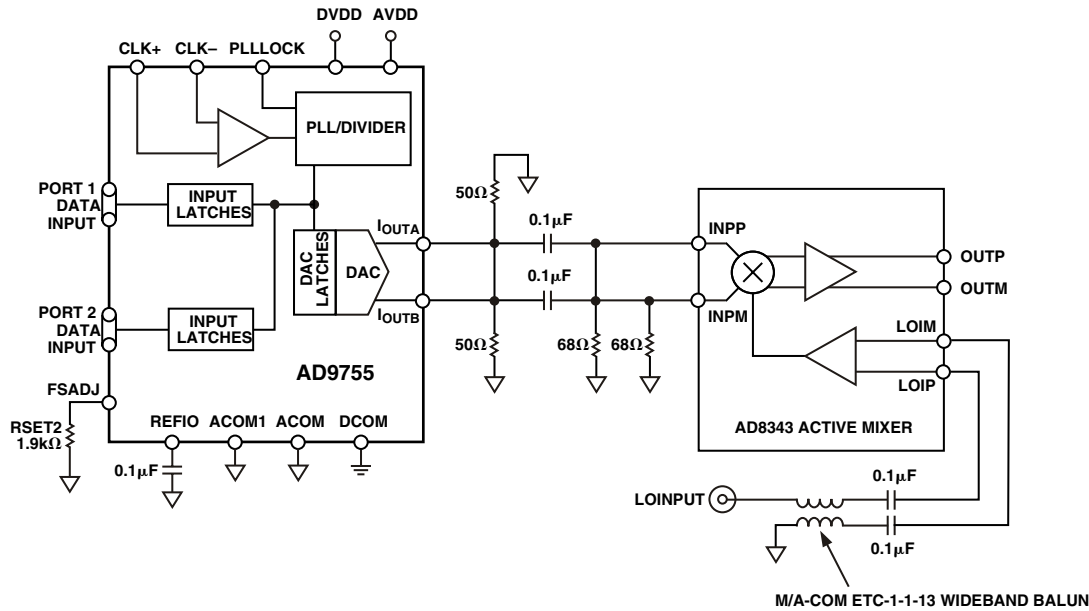 DVDD AVDD
CLK+ CLK– PLLLOCK
PLL/DIVIDER
PORT 1
DATA
INPUT
INPUT
LATCHES
50Ω
0.1µF
IOUTA
DAC
LATCHES
DAC
0.1µF
IOUTB
INPP
INPM
OUTP
OUTM
LOIM
LOIP
PORT 2
DATA
INPUT
INPUT
LATCHES
50Ω
68Ω
68Ω
AD9755
FSADJ
RSET2
1.9kΩ
REFIO ACOM1 ACOM DCOM
0.1µF
AD8343 ACTIVE MIXER
LOINPUT
0.1µF
0.1µF
M/A-COM ETC-1-1-13 WIDEBAND BALUN